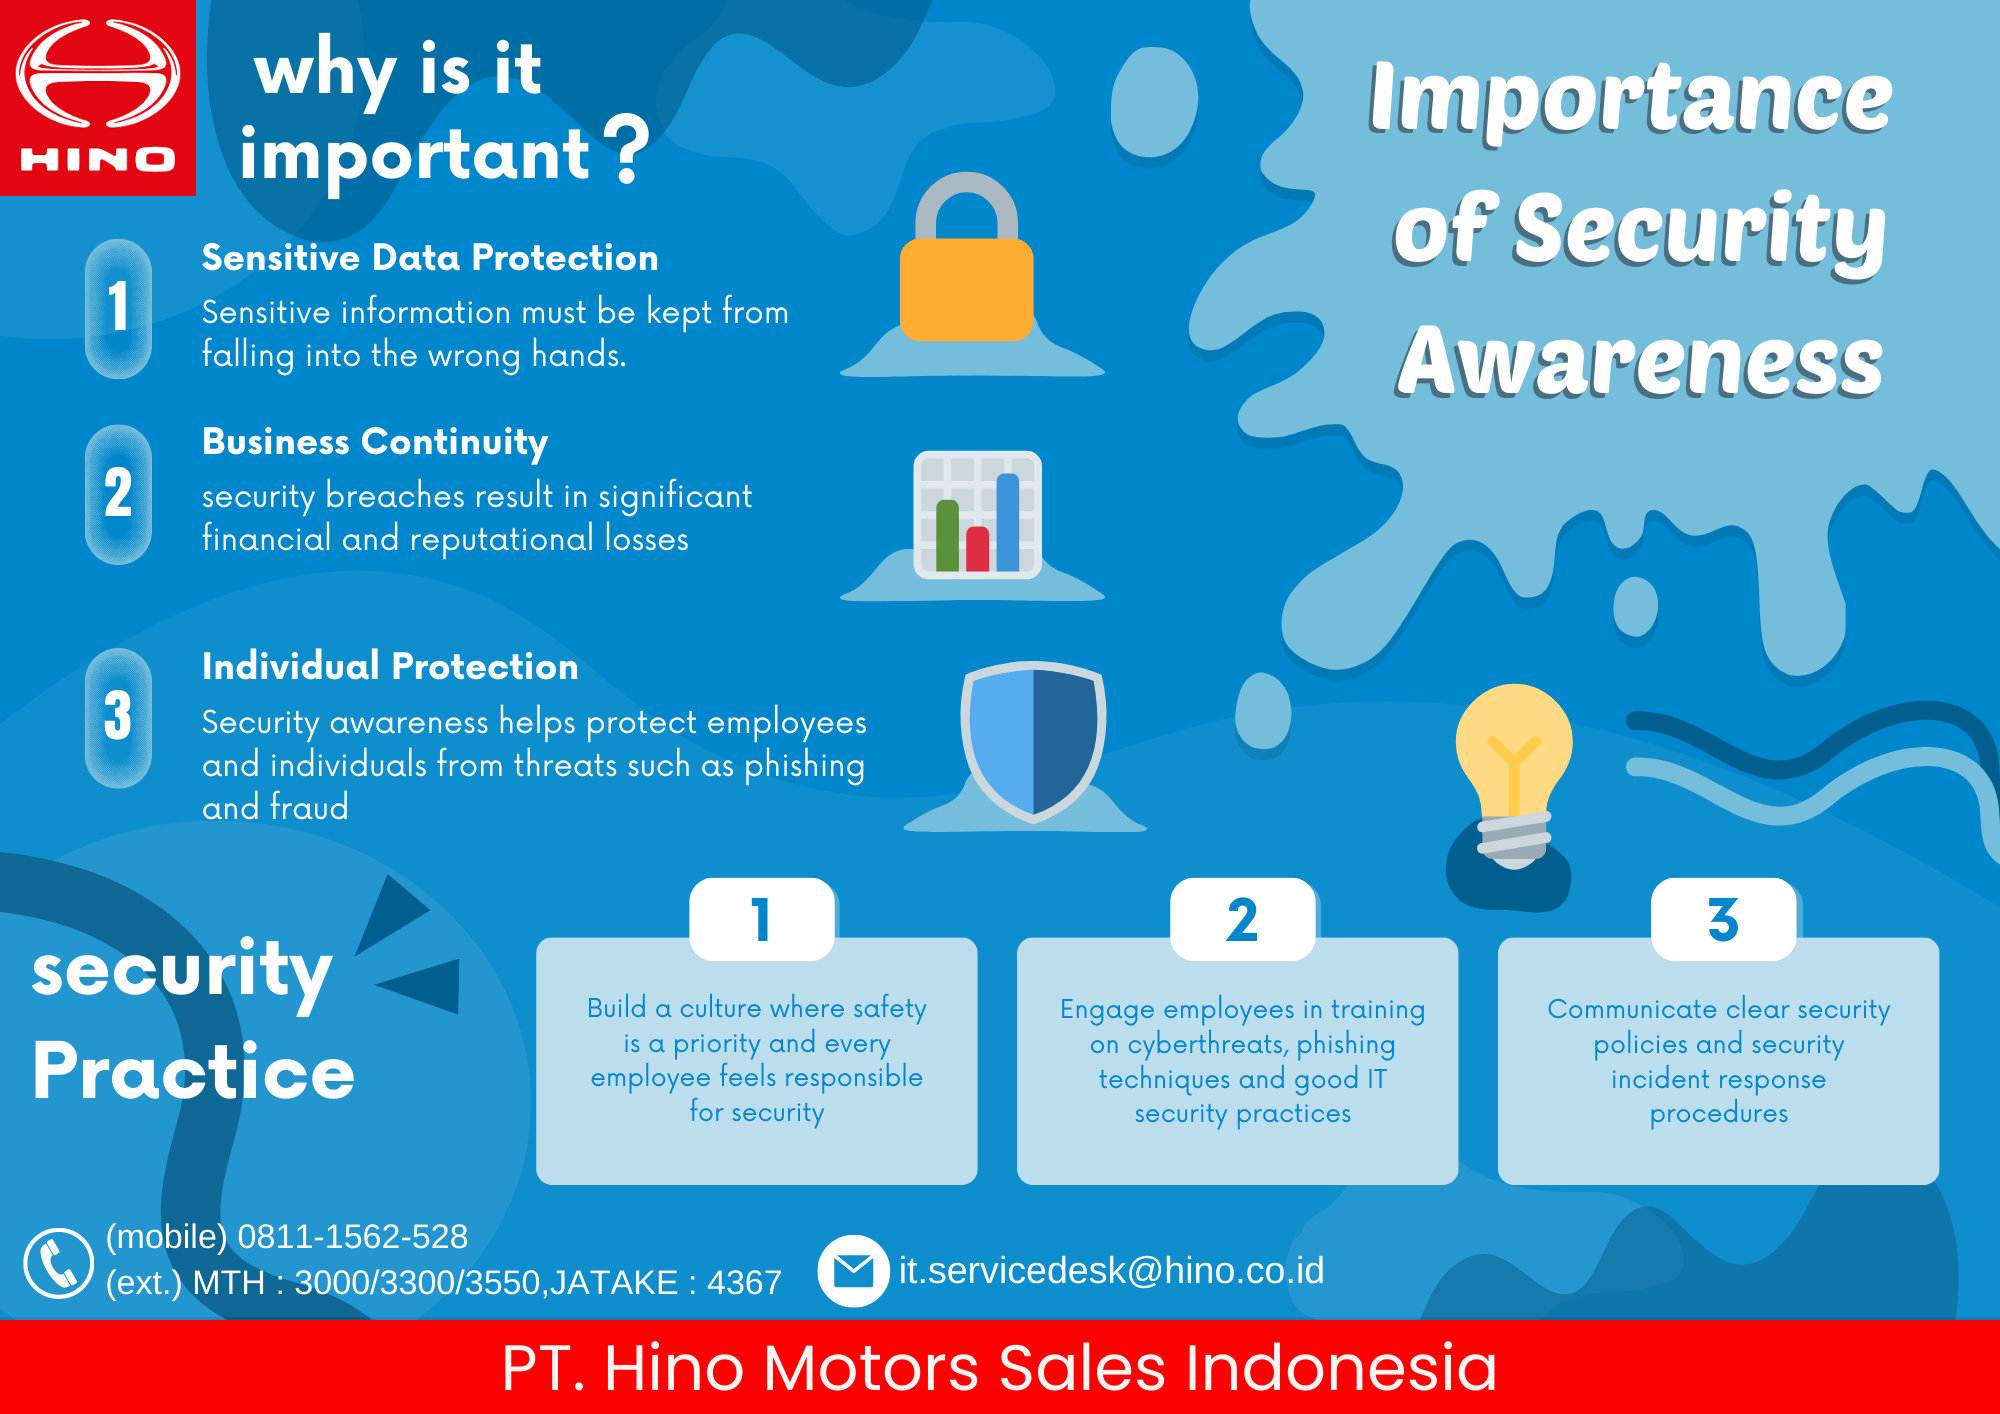 HINO
why is it
important ?
Importance
of Security
Awareness
1
Sensitive Data Protection
Sensitive information must be kept from
falling into the wrong hands.
2
Business Continuity
security breaches result in significant
financial and reputational losses
3
Individual Protection
Security awareness helps protect employees
and individuals from threats such as phishing
and fraud
security
Practice
1
Build a culture where safety
is a priority and every
employee feels responsible
for security
2
Engage employees in training
on cyberthreats, phishing
techniques and good IT
security practices
3
Communicate clear security
policies and security
incident response
procedures
(mobile) 0811-1562-528
(ext.) MTH : 3000/3300/3550,JATAKE : 4367
it.servicedesk@hino.co.id
PT. Hino Motors Sales Indonesia